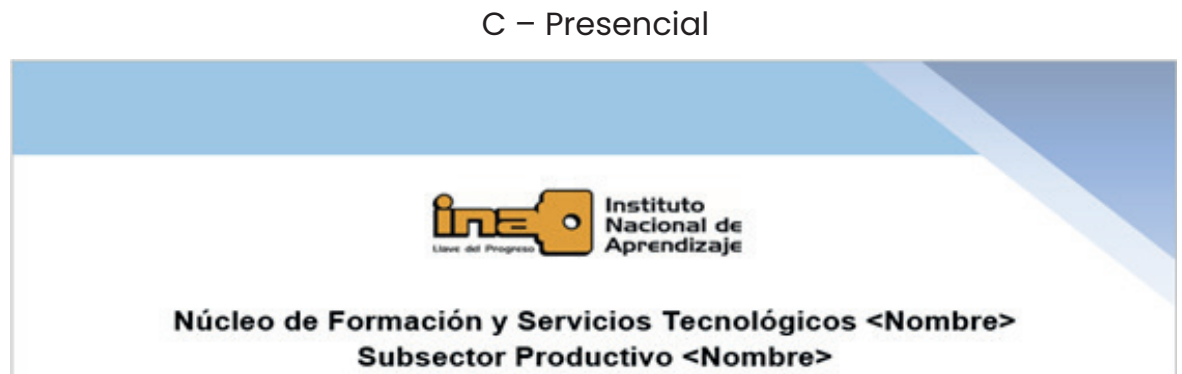 C – Presencial
ina
Llave del Progreso
Instituto
Nacional de
Aprendizaje
Núcleo de Formación y Servicios Tecnológicos <Nombre>
Subsector Productivo <Nombre>